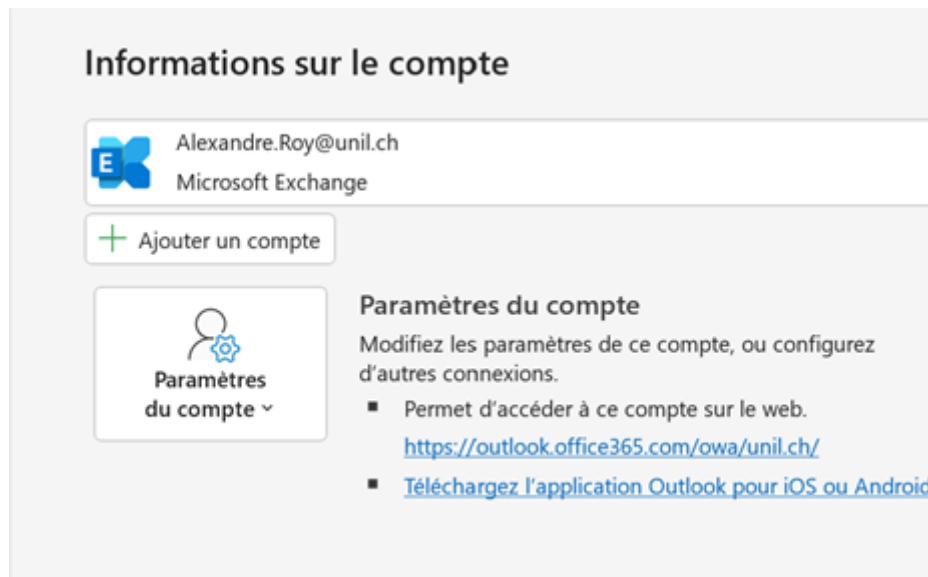 Informations sur le compte
Alexandre.Roy@unil.ch
Microsoft Exchange
Ajouter un compte
Paramètres
du compte
Paramètres du compte
Modifiez les paramètres de ce compte, ou configurez
d'autres connexions.
Permet d'accéder à ce compte sur le web.
https://outlook.office365.com/owa/unil.ch/
Téléchargez l'application Outlook pour iOS ou Android